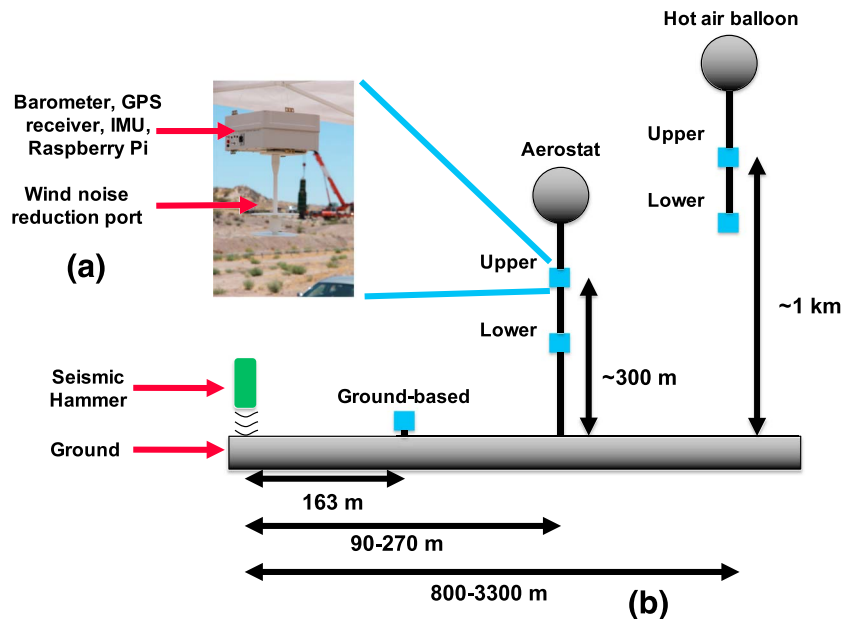 Hot air balloon
Barometer, GPS
receiver, IMU,
Raspberry Pi
Wind noise
reduction port
(a)
Aerostat
Upper
Lower
Upper
Lower
~1 km
~300 m
Seismic
Hammer
Ground-based
Ground
163 m
90-270 m
800-3300 m
(b)